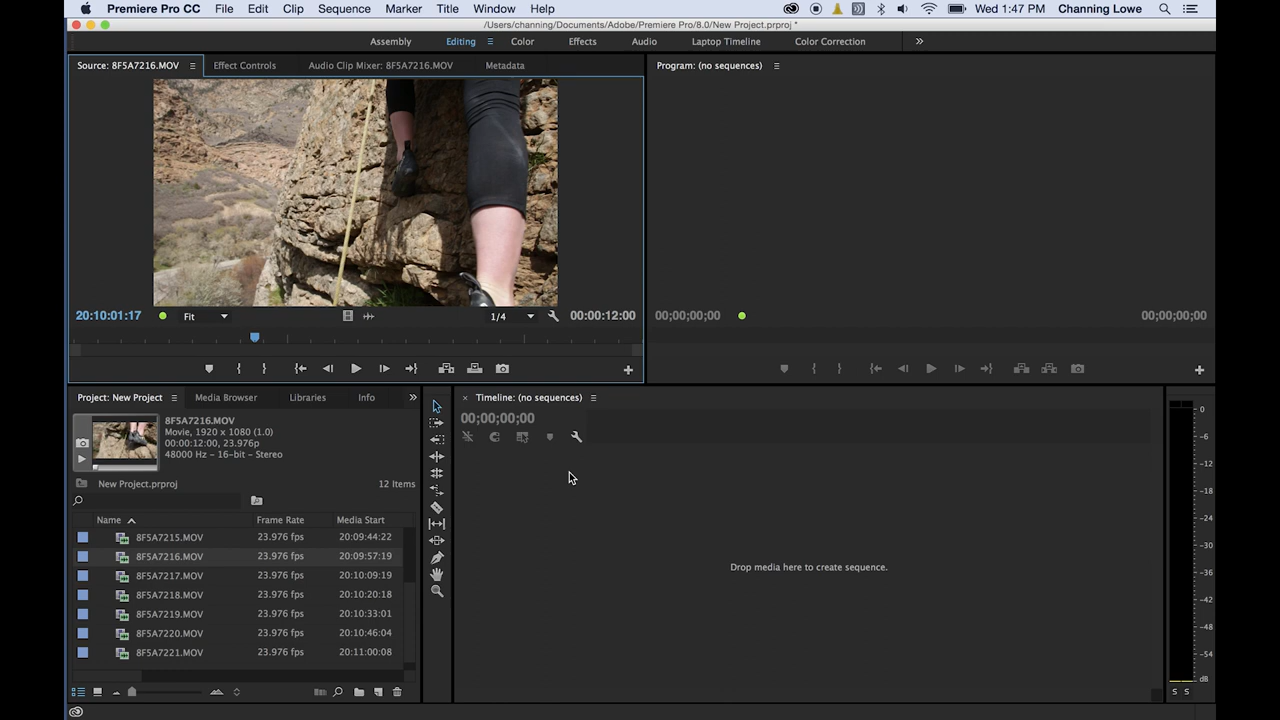 Premiere Pro CC File Edit Clip Sequence Marker Title Window Help Wed 1:47 PM Channing Lowe
/Users/channing/Documents/Adobe/Premiere Pro/8.0/New Project.prproj *
Assembly Editing Color Effects Audio Laptop Timeline Color Correction
Source: 8F5A7216.MOV Effect Controls Audio Clip Mixer: 8F5A7216.MOV Metadata Program: (no sequences)
20:10:01:17 Fit 1/4 00:00:12:00 00;00;00;00 00;00;00;00
Project: New Project Media Browser Libraries Info Timeline: (no sequences)
00;00;00;00
8F5A7216.MOV
Movie, 1920 x 1080 (1.0)
00:00:12:00, 23.976p
48000 Hz - 16-bit - Stereo
New Project.prproj 12 Items
Name Frame Rate Media Start
8F5A7215.MOV 23.976 fps 20:09:44:22
8F5A7216.MOV 23.976 fps 20:09:57:19
8F5A7217.MOV 23.976 fps 20:10:09:19
8F5A7218.MOV 23.976 fps 20:10:20:18
8F5A7219.MOV 23.976 fps 20:10:33:01
8F5A7220.MOV 23.976 fps 20:10:46:04
8F5A7221.MOV 23.976 fps 20:11:00:08
Drop media here to create sequence.
0
-6
-12
-18
-24
-30
-36
-42
-48
-54
dB
S S